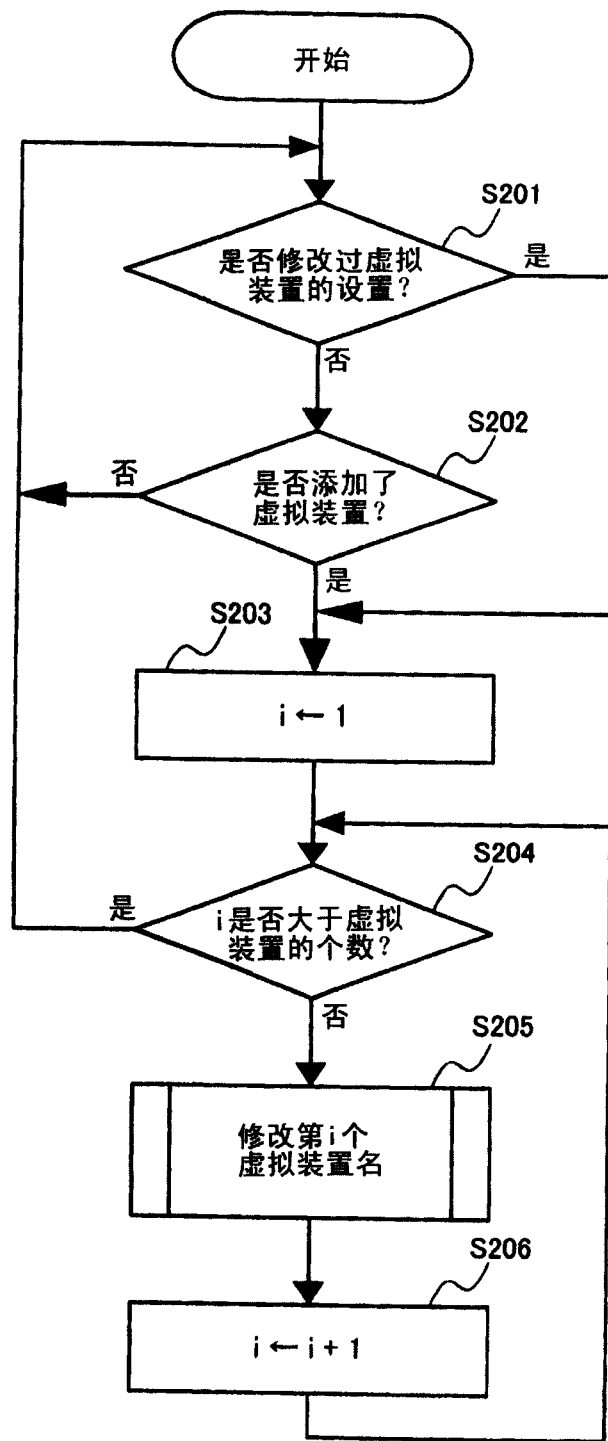 开始
S201
是否修改过虚拟
装置的设置?
是
否
S202
否
是否添加了
虚拟装置?
是
S203
i ← 1
S204
是
i是否大于虚拟
装置的个数?
否
S205
修改第i个
虚拟装置名
S206
i ← i + 1